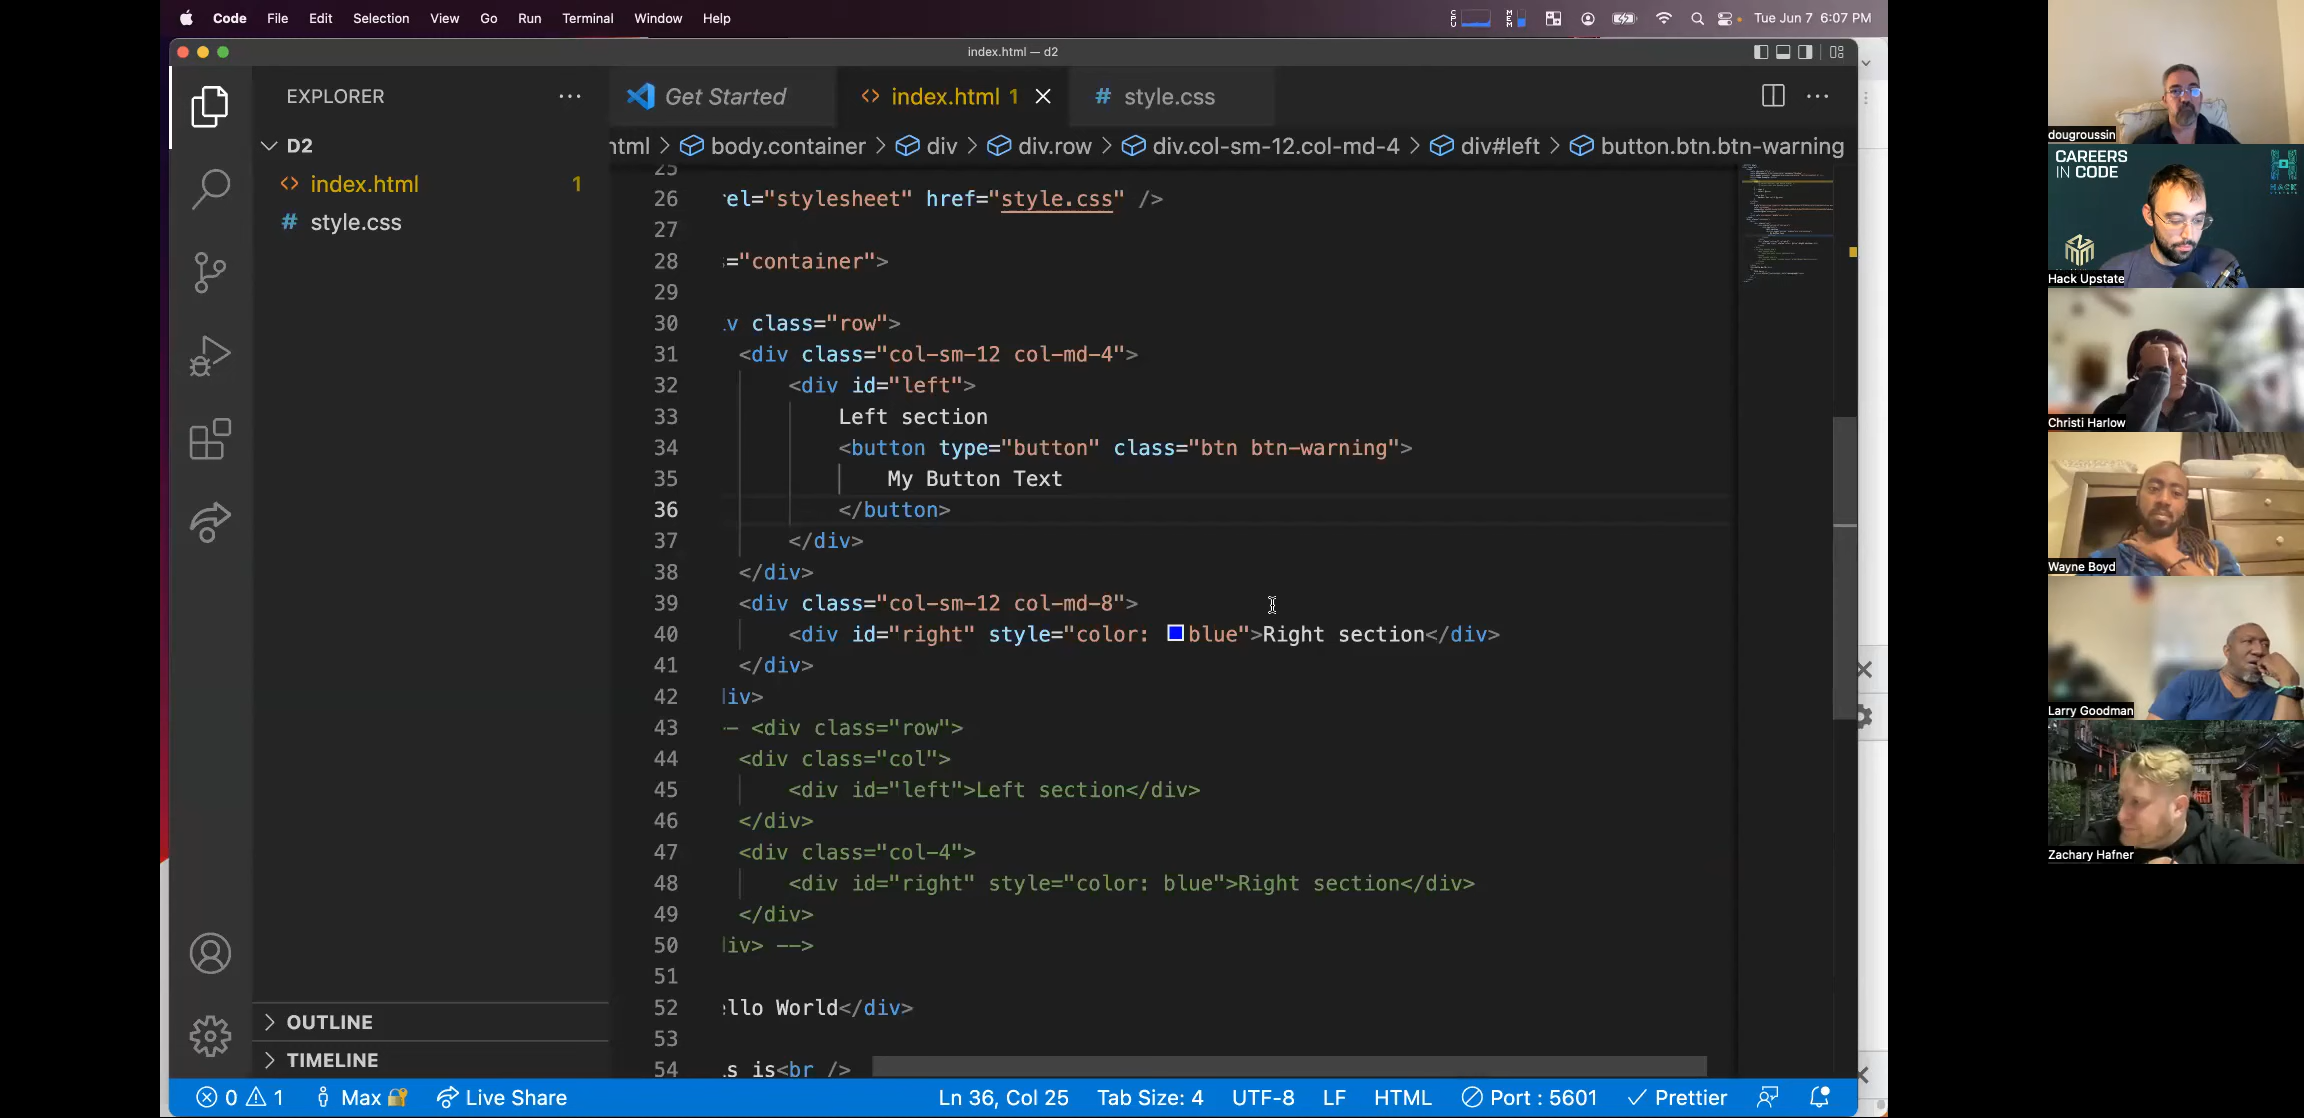 Code File Edit Selection View Go Run Terminal Window Help
CPU MEM Tue Jun 7 6:07 PM
index.html — d2
EXPLORER
D2
index.html 1
style.css
OUTLINE
TIMELINE
Get Started index.html 1 style.css
html > body.container > div > div.row > div.col-sm-12.col-md-4 > div#left > button.btn.btn-warning
25
26 rel="stylesheet" href="style.css" />
27
28 s="container">
29
30 iv class="row">
31 <div class="col-sm-12 col-md-4">
32 <div id="left">
33 Left section
34 <button type="button" class="btn btn-warning">
35 My Button Text
36 </button>
37 </div>
38 </div>
39 <div class="col-sm-12 col-md-8">
40 <div id="right" style="color: blue">Right section</div>
41 </div>
42 div>
43 -- <div class="row">
44 <div class="col">
45 <div id="left">Left section</div>
46 </div>
47 <div class="col-4">
48 <div id="right" style="color: blue">Right section</div>
49 </div>
50 div> -->
51
52 ello World</div>
53
54 is is<br />
0 1 Max Live Share Ln 36, Col 25 Tab Size: 4 UTF-8 LF HTML Port : 5601 Prettier
dougroussin
CAREERS
IN CODE
HACK
UPSTATE
Hack Upstate
Christi Harlow
Wayne Boyd
Larry Goodman
Zachary Hafner